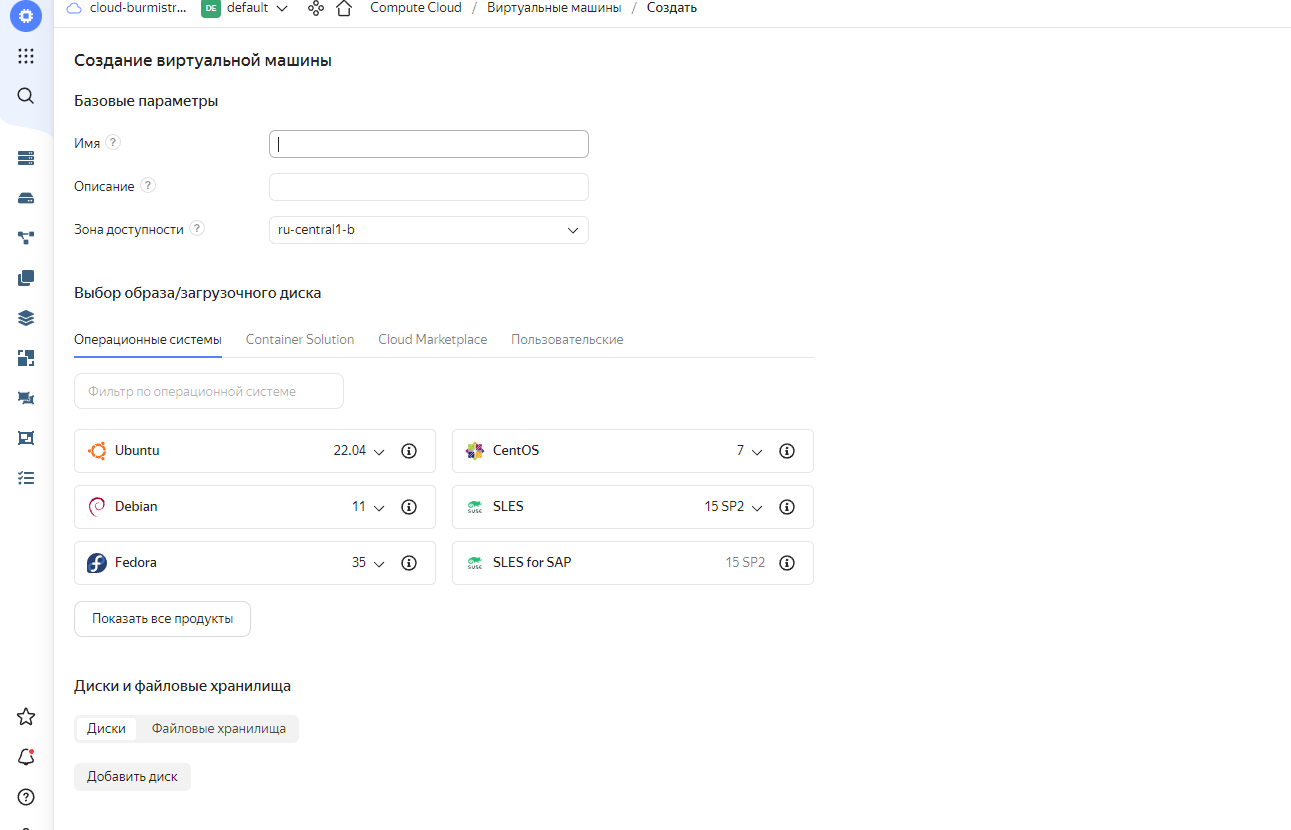 cloud-burmistr... DE default Compute Cloud / Виртуальные машины / Создать
Создание виртуальной машины
Базовые параметры
Имя ?
Описание ?
Зона доступности ? ru-central1-b
Выбор образа/загрузочного диска
Операционные системы Container Solution Cloud Marketplace Пользовательские
Фильтр по операционной системе
Ubuntu 22.04 CentOS 7
Debian 11 SUSE SLES 15 SP2
Fedora 35 SUSE SLES for SAP 15 SP2
Показать все продукты
Диски и файловые хранилища
Диски Файловые хранилища
Добавить диск